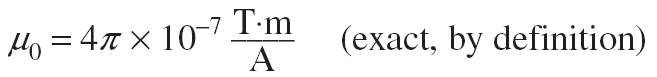 μ₀ = 4π × 10⁻⁷ T·m/A (exact, by definition)